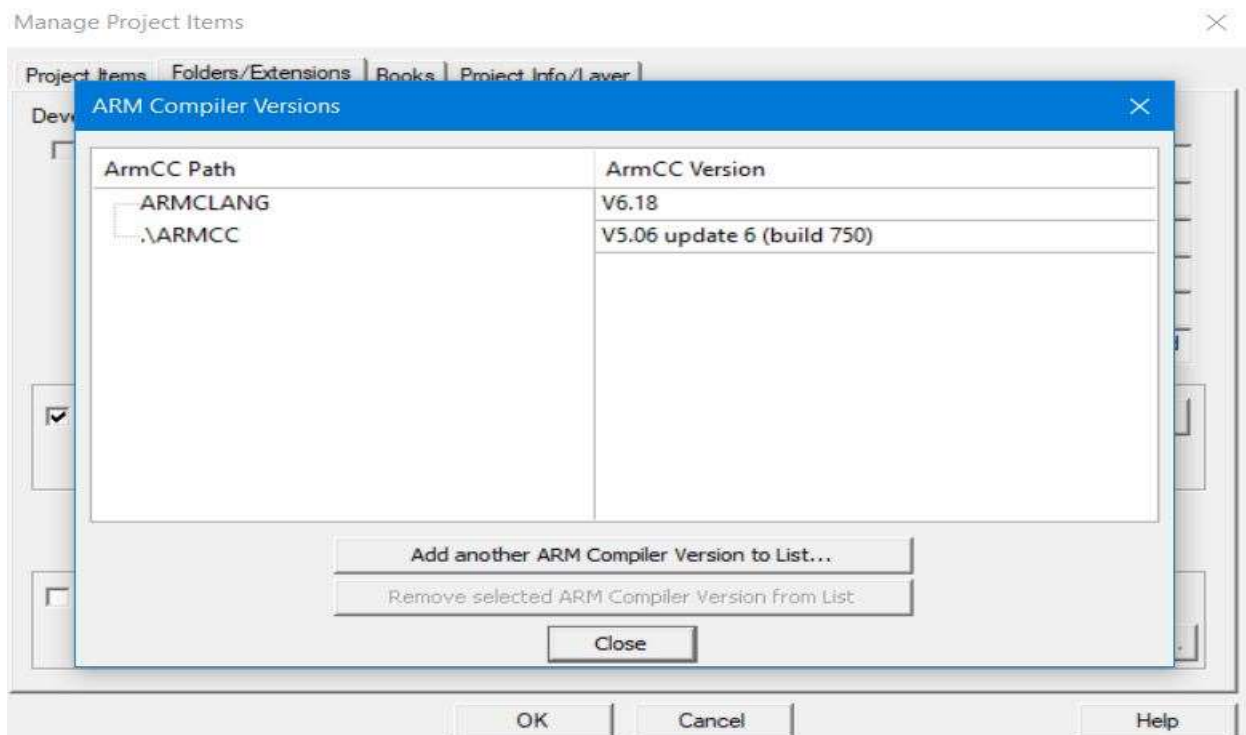 Manage Project Items
Project Items Folders/Extensions Books Project Info/Layer
ARM Compiler Versions
ArmCC Path ArmCC Version
ARMCLANG V6.18
.\ARMCC V5.06 update 6 (build 750)
Add another ARM Compiler Version to List...
Remove selected ARM Compiler Version from List
Close
OK Cancel Help